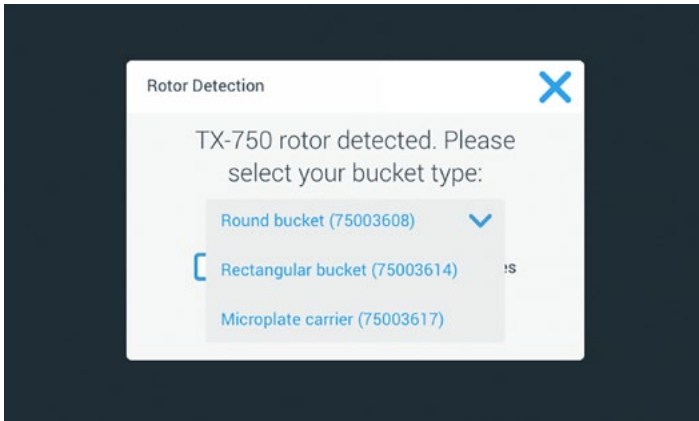 Rotor Detection
TX-750 rotor detected. Please
select your bucket type:
Round bucket (75003608)
Rectangular bucket (75003614)
Microplate carrier (75003617)